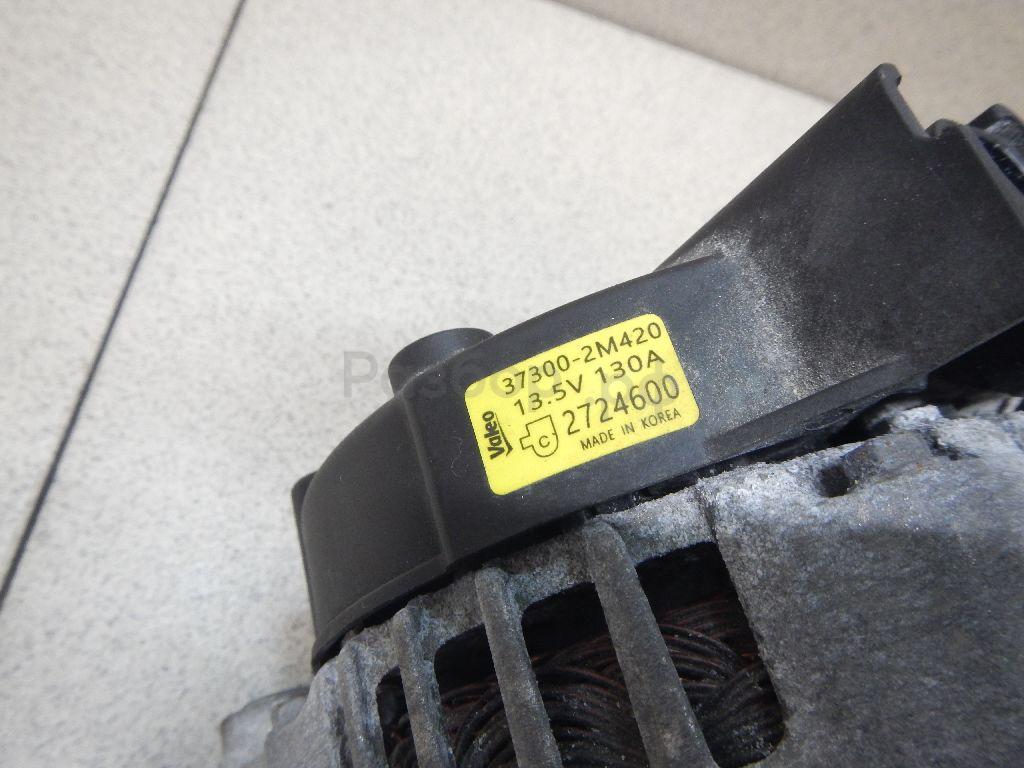 37300-2M420
13.5V 130A
Valeo
C 2724600
MADE IN KOREA